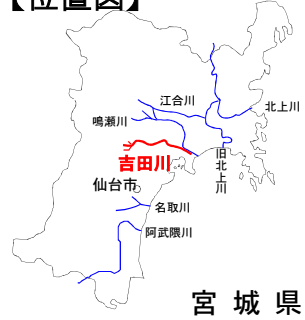 【位置図】
江合川
北上川
鳴瀬川
吉田川
旧北上川
仙台市
名取川
阿武隈川
宮城県